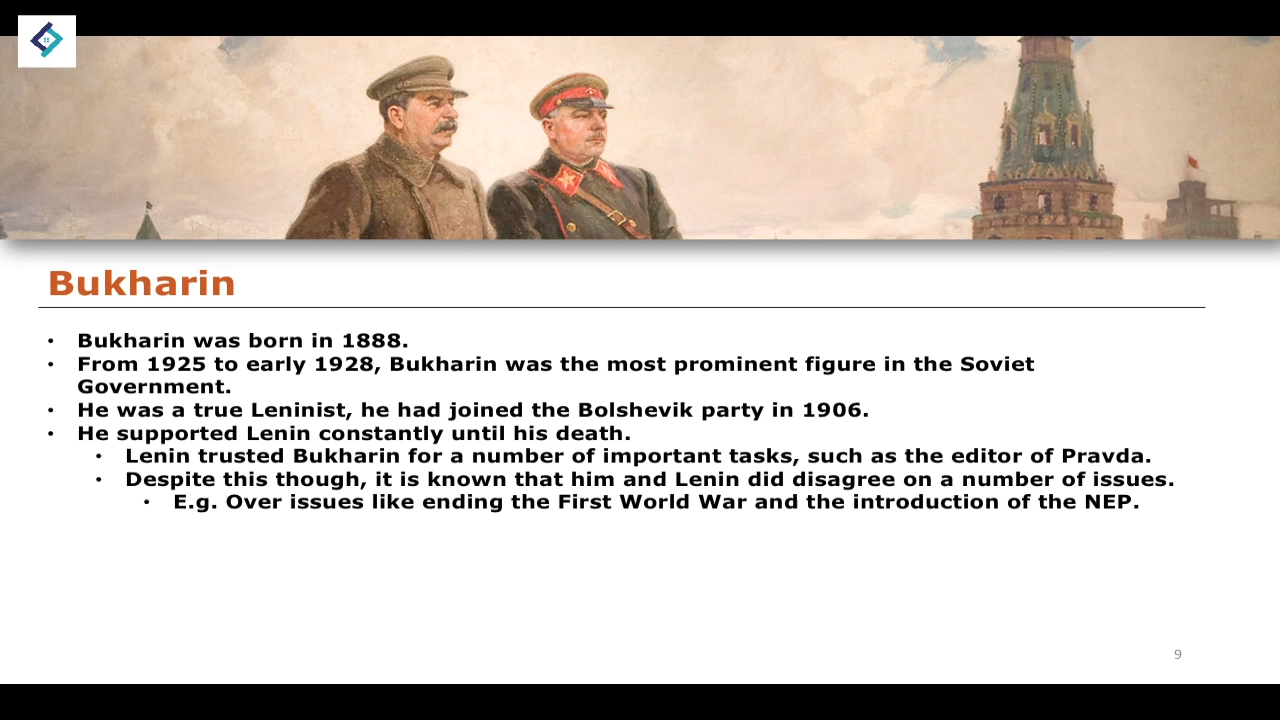 Bukharin
• Bukharin was born in 1888.
• From 1925 to early 1928, Bukharin was the most prominent figure in the Soviet
Government.
• He was a true Leninist, he had joined the Bolshevik party in 1906.
• He supported Lenin constantly until his death.
• Lenin trusted Bukharin for a number of important tasks, such as the editor of Pravda.
• Despite this though, it is known that him and Lenin did disagree on a number of issues.
• E.g. Over issues like ending the First World War and the introduction of the NEP.
9